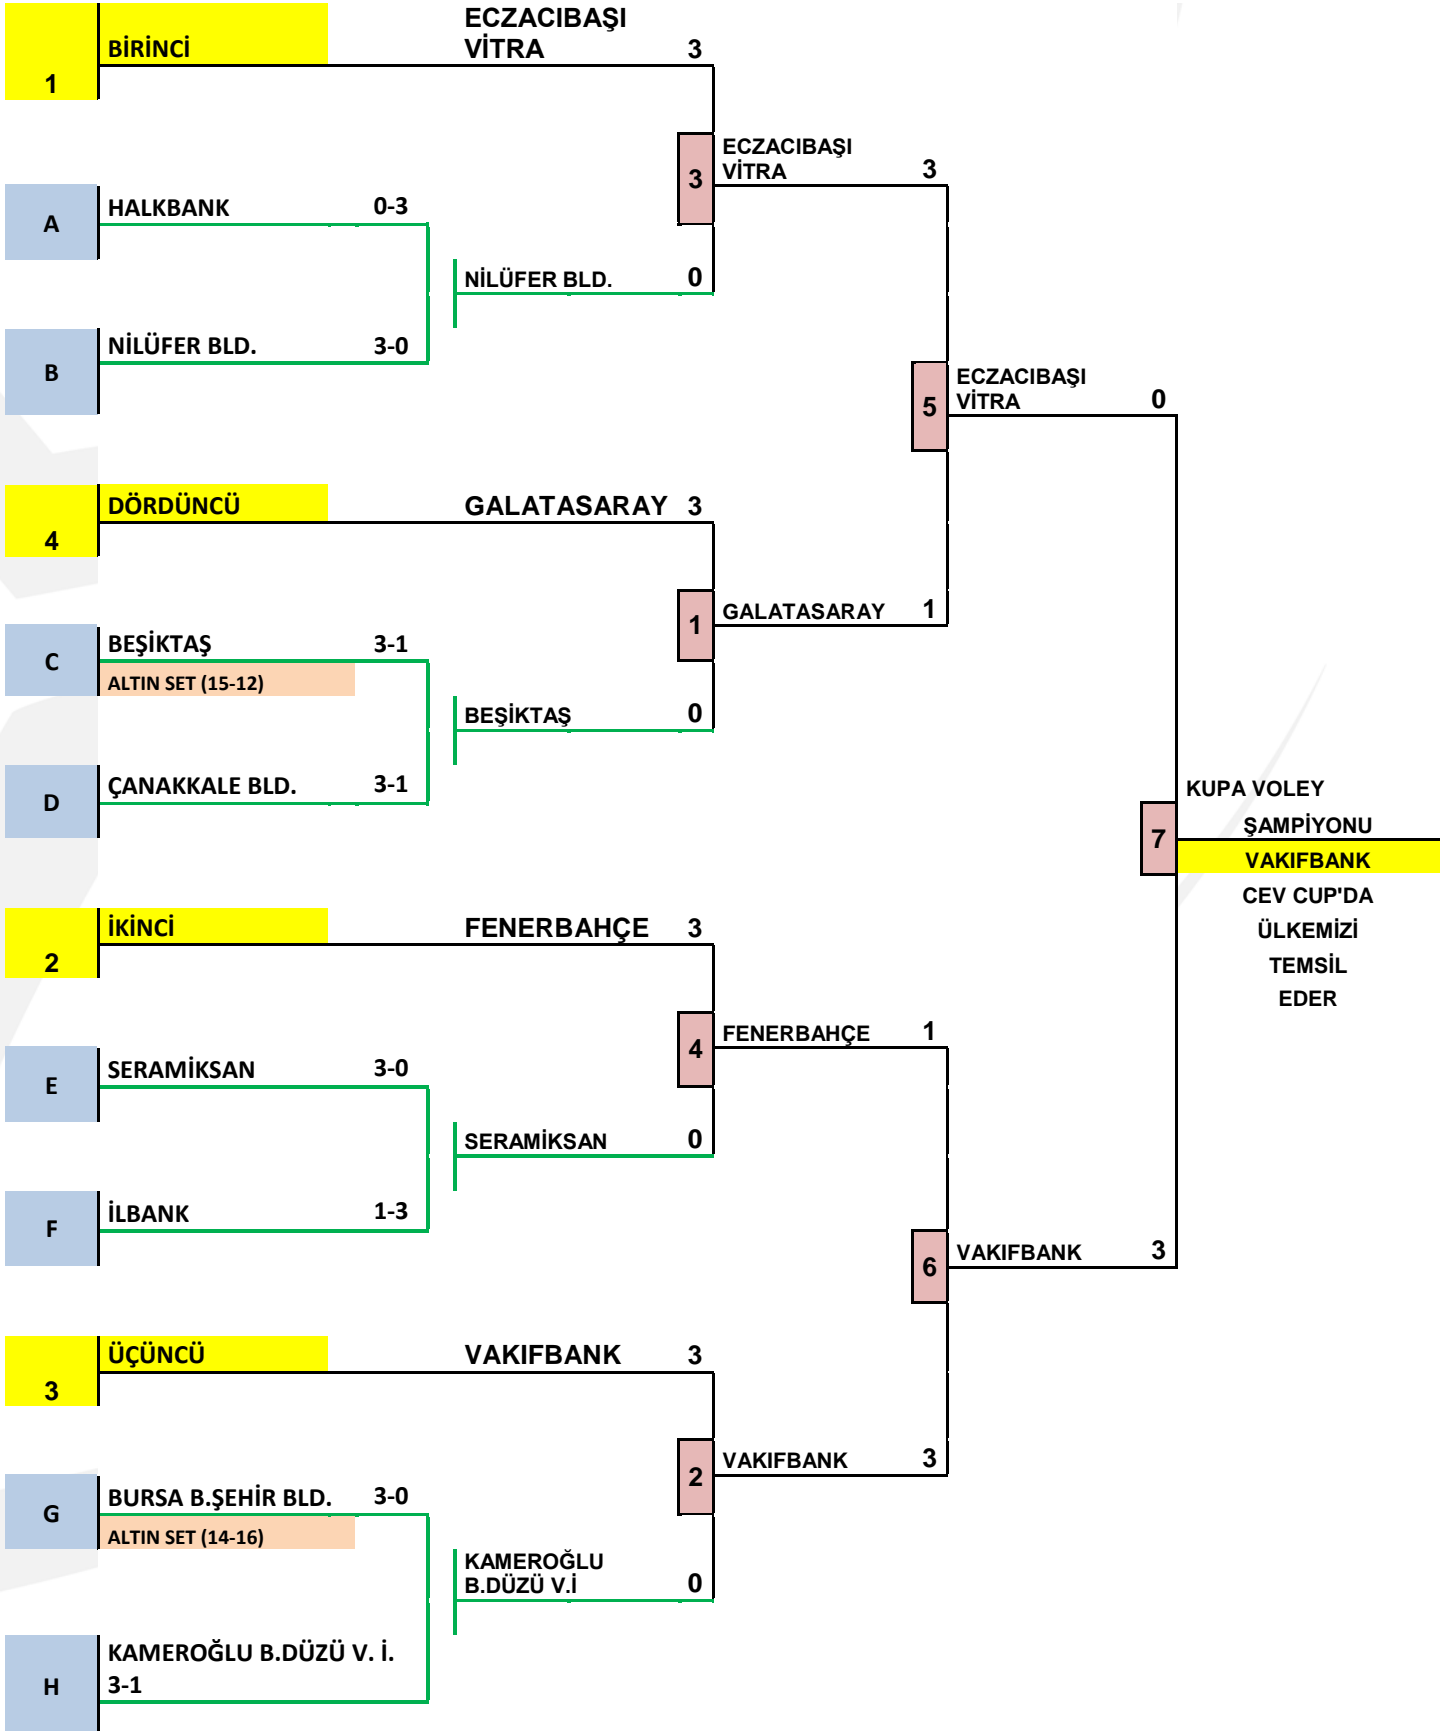 ECZACIBAŞI
BİRİNCİ VİTRA 3
1
ECZACIBAŞI
3 VİTRA 3
HALKBANK 0-3
A
NİLÜFER BLD. 0
NİLÜFER BLD. 3-0
B
ECZACIBAŞI
5 VİTRA 0
DÖRDÜNCÜ GALATASARAY 3
4
1 GALATASARAY 1
BEŞİKTAŞ 3-1
C
ALTIN SET (15-12)
BEŞİKTAŞ 0
ÇANAKKALE BLD. 3-1
D
KUPA VOLEY
7 ŞAMPİYONU
VAKIFBANK
CEV CUP'DA
ÜLKEMİZİ
TEMSİL
EDER
İKİNCİ FENERBAHÇE 3
2
4 FENERBAHÇE 1
SERAMİKSAN 3-0
E
SERAMİKSAN 0
İLBANK 1-3
F
6 VAKIFBANK 3
ÜÇÜNCÜ VAKIFBANK 3
3
2 VAKIFBANK 3
BURSA B.ŞEHİR BLD. 3-0
G
ALTIN SET (14-16)
KAMEROĞLU
B.DÜZÜ V.İ 0
KAMEROĞLU B.DÜZÜ V. İ.
H 3-1